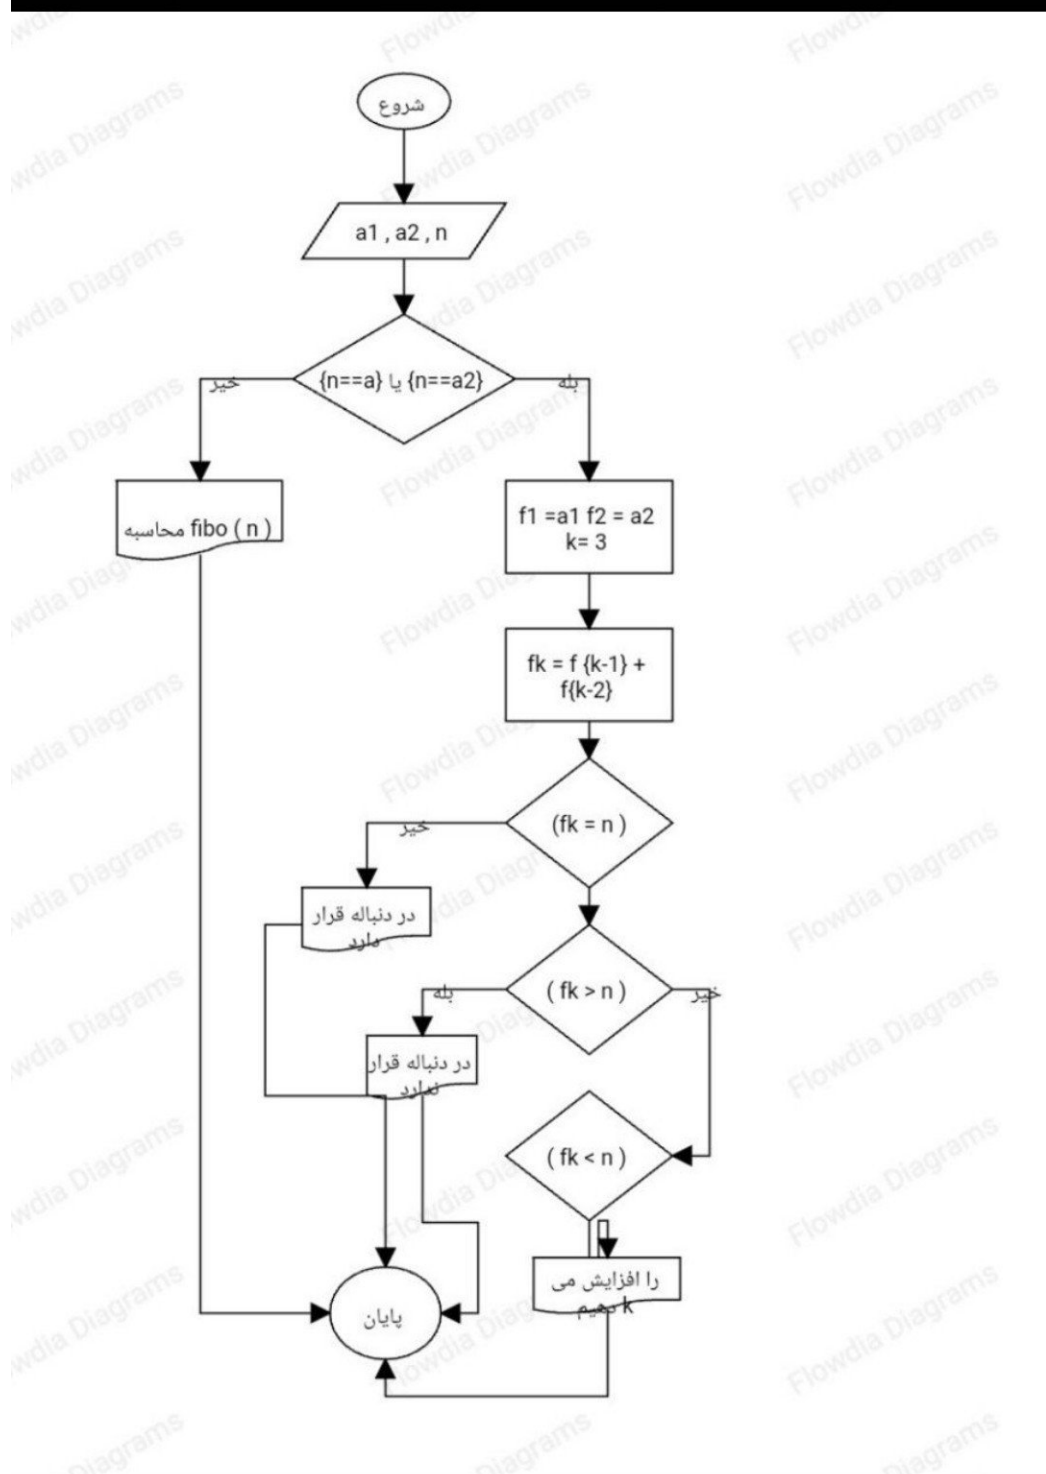 شروع
a1 , a2 , n
{n==a} یا {n==a2}
خیر
بله
محاسبه fibo ( n )
f1 =a1 f2 = a2
k= 3
fk = f {k-1} +
f{k-2}
(fk = n )
خیر
در دنباله قرار
دارد
( fk > n )
بله
خیر
در دنباله قرار
ندارد
( fk < n )
را افزایش می
k دهیم
پایان
Flowdia Diagrams